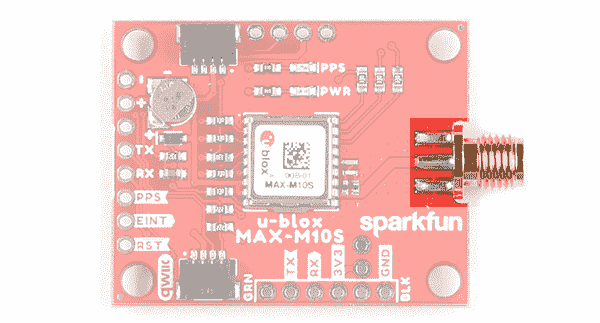 PPS
PWR
-
+
+
TX
RX
PPS
EINT
RST
blox
MAX-M10S
u-blox
MAX-M10S
sparkfun
qwiic
GRN
TX
RX
3V3
GND
BLK